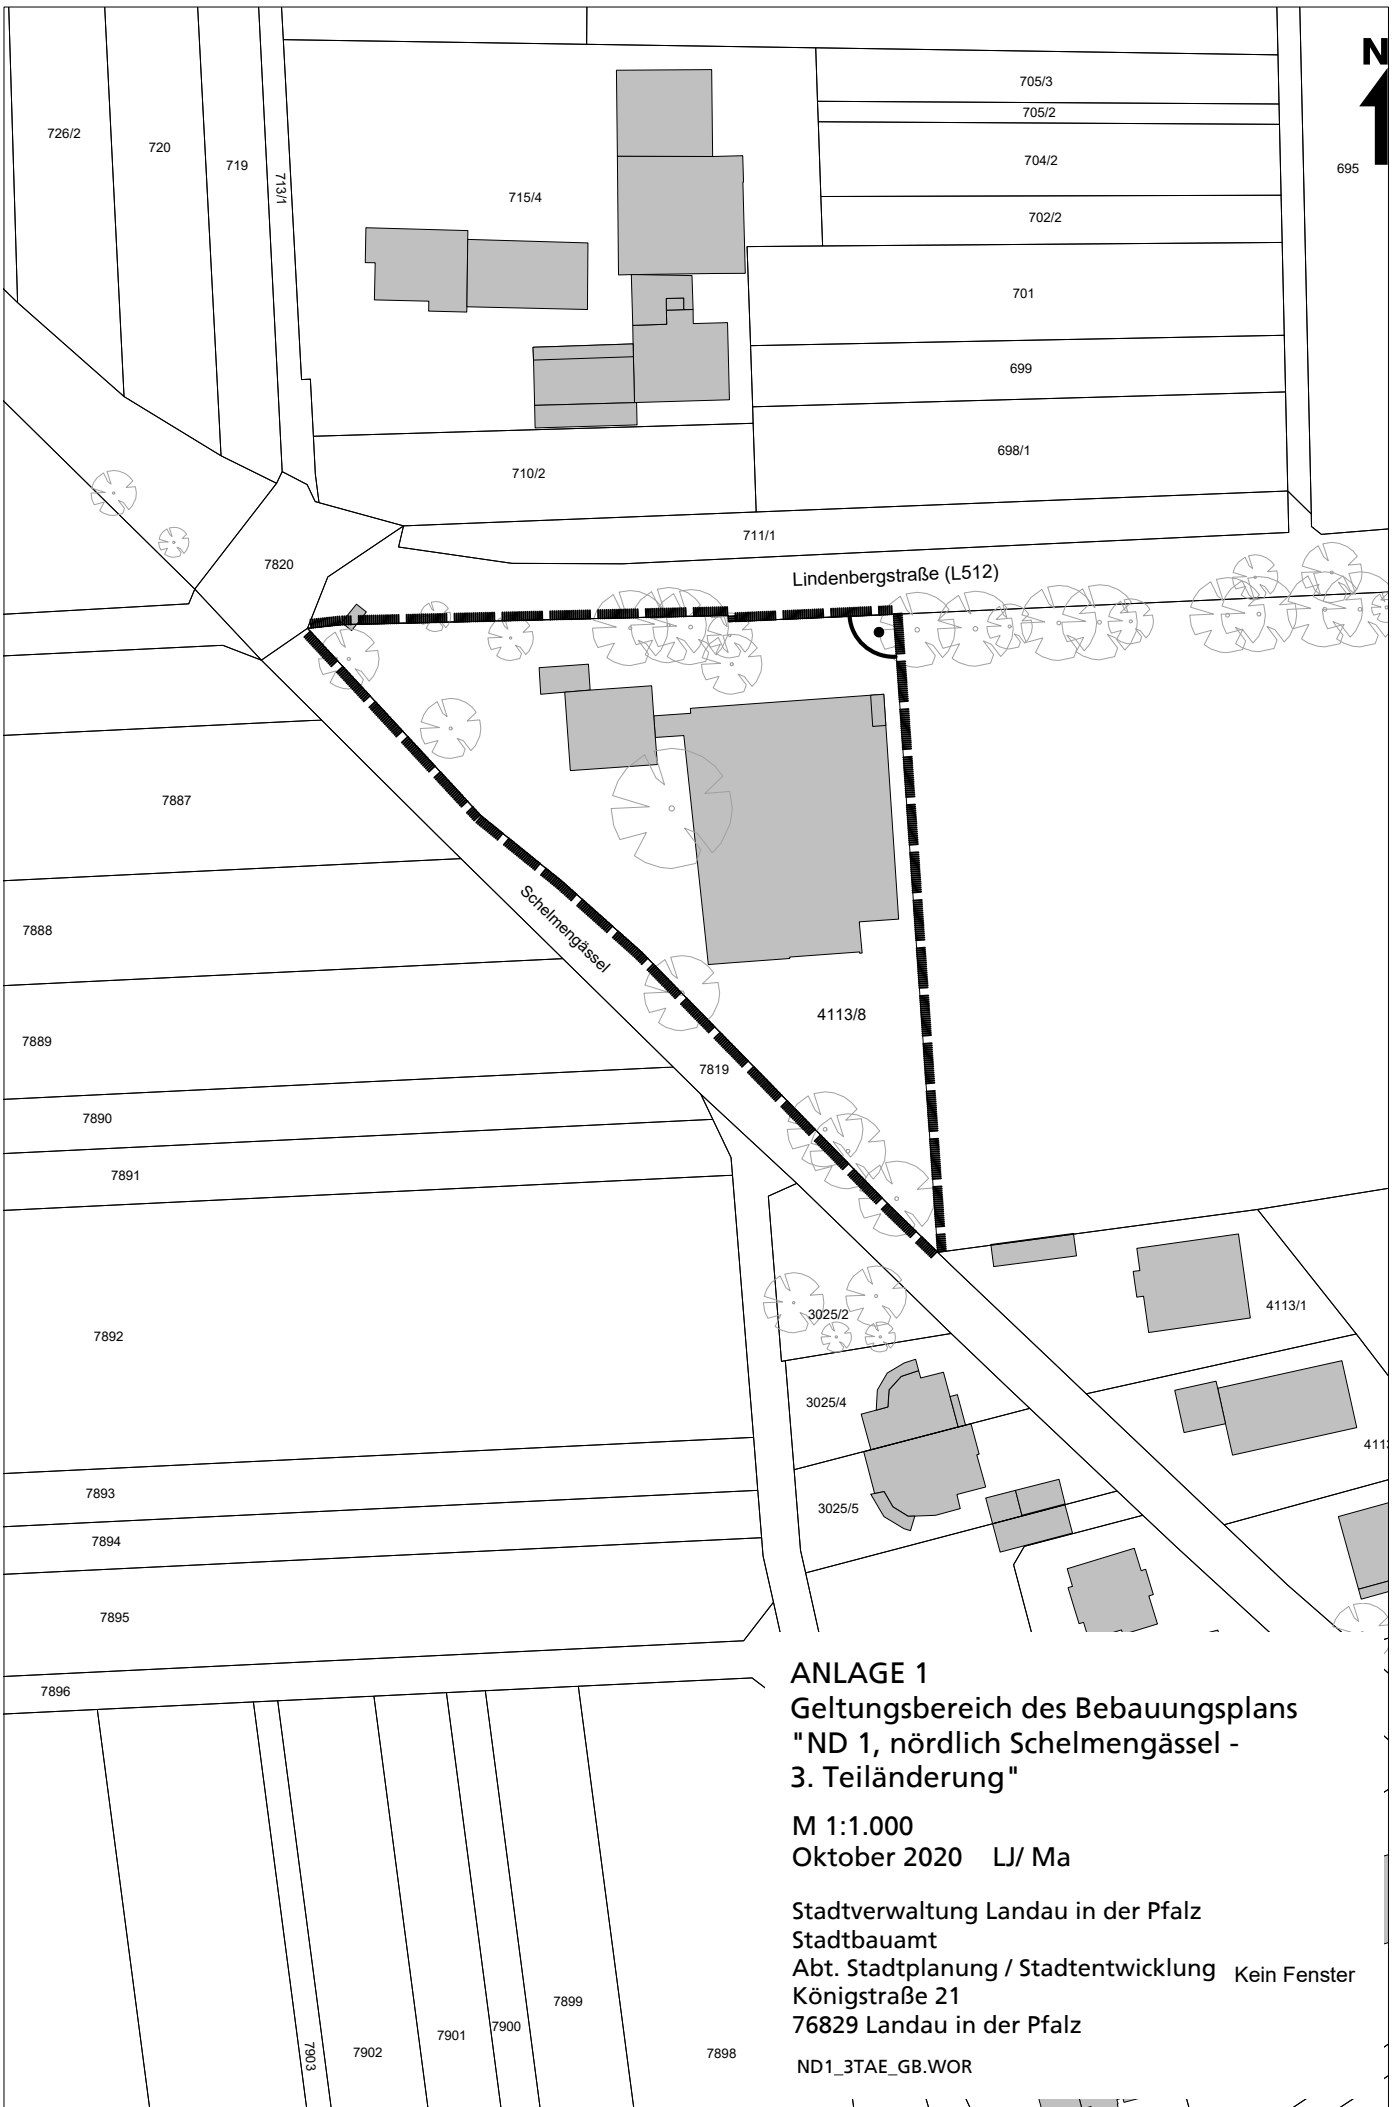 N
705/3
705/2
726/2
720
719
704/2
695
713/1
715/4
702/2
701
699
698/1
710/2
711/1
7820
Lindenbergstraße (L512)
7887
Schelmengässel
7888
4113/8
7889
7819
7890
7891
3025/2
4113/1
7892
3025/4
411
7893
3025/5
7894
7895
7896
ANLAGE 1
Geltungsbereich des Bebauungsplans
"ND 1, nördlich Schelmengässel -
3. Teiländerung"
M 1:1.000
Oktober 2020 LJ/ Ma
Stadtverwaltung Landau in der Pfalz
Stadtbauamt
Abt. Stadtplanung / Stadtentwicklung Kein Fenster
Königstraße 21
76829 Landau in der Pfalz
ND1_3TAE_GB.WOR
7899
7900
7901
7902
7903
7898